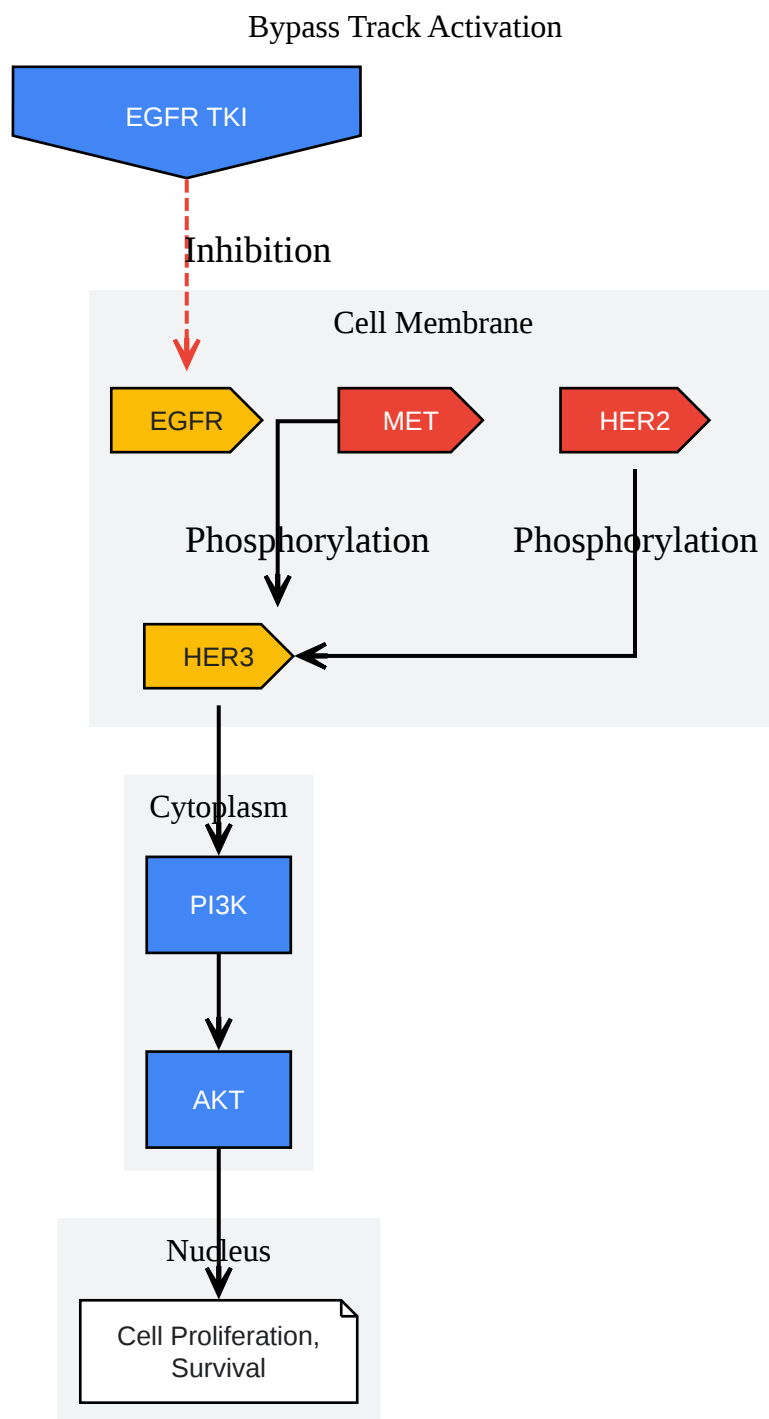 Bypass Track Activation
EGFR TKI
Inhibition
Cell Membrane
EGFR
MET
HER2
Phosphorylation
Phosphorylation
HER3
Cytoplasm
PI3K
AKT
Nucleus
Cell Proliferation,
Survival